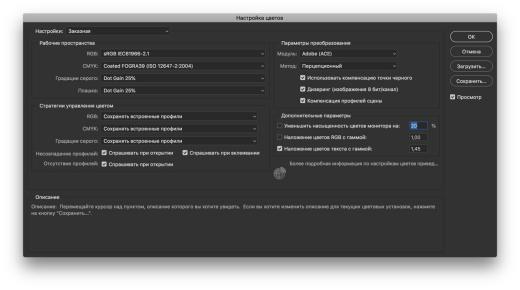 Настройка цветов
Настройки: Заказная
Рабочие пространства
RGB: sRGB IEC61966-2.1
CMYK: Coated FOGRA39 (ISO 12647-2:2004)
Градации серого: Dot Gain 25%
Плашка: Dot Gain 25%
Стратегии управления цветом
RGB: Сохранить встроенные профили
CMYK: Сохранить встроенные профили
Градации серого: Сохранить встроенные профили
Несовпадение профилей: Спрашивать при открытии Спрашивать при вклеивании
Отсутствие профилей: Спрашивать при открытии
Параметры преобразования
Модуль: Adobe (ACE)
Метод: Перцепционный
Использовать компенсацию точки черного
Дизеринг (изображения 8 бит/канал)
Компенсация профилей сцены
Дополнительные параметры
Уменьшить насыщенность цветов монитора на: 20 %
Наложение цветов RGB с гаммой: 1,00
Наложение цветов текста с гаммой: 1,45
Более подробная информация по настройкам цветов привед...
OK
Отмена
Загрузить...
Сохранить...
Просмотр
Описание
Описание: Перемещайте курсор над пунктом, описание которого вы хотите увидеть. Если вы хотите изменить описание для текущих цветовых установок, нажмите
на кнопку "Сохранить...".